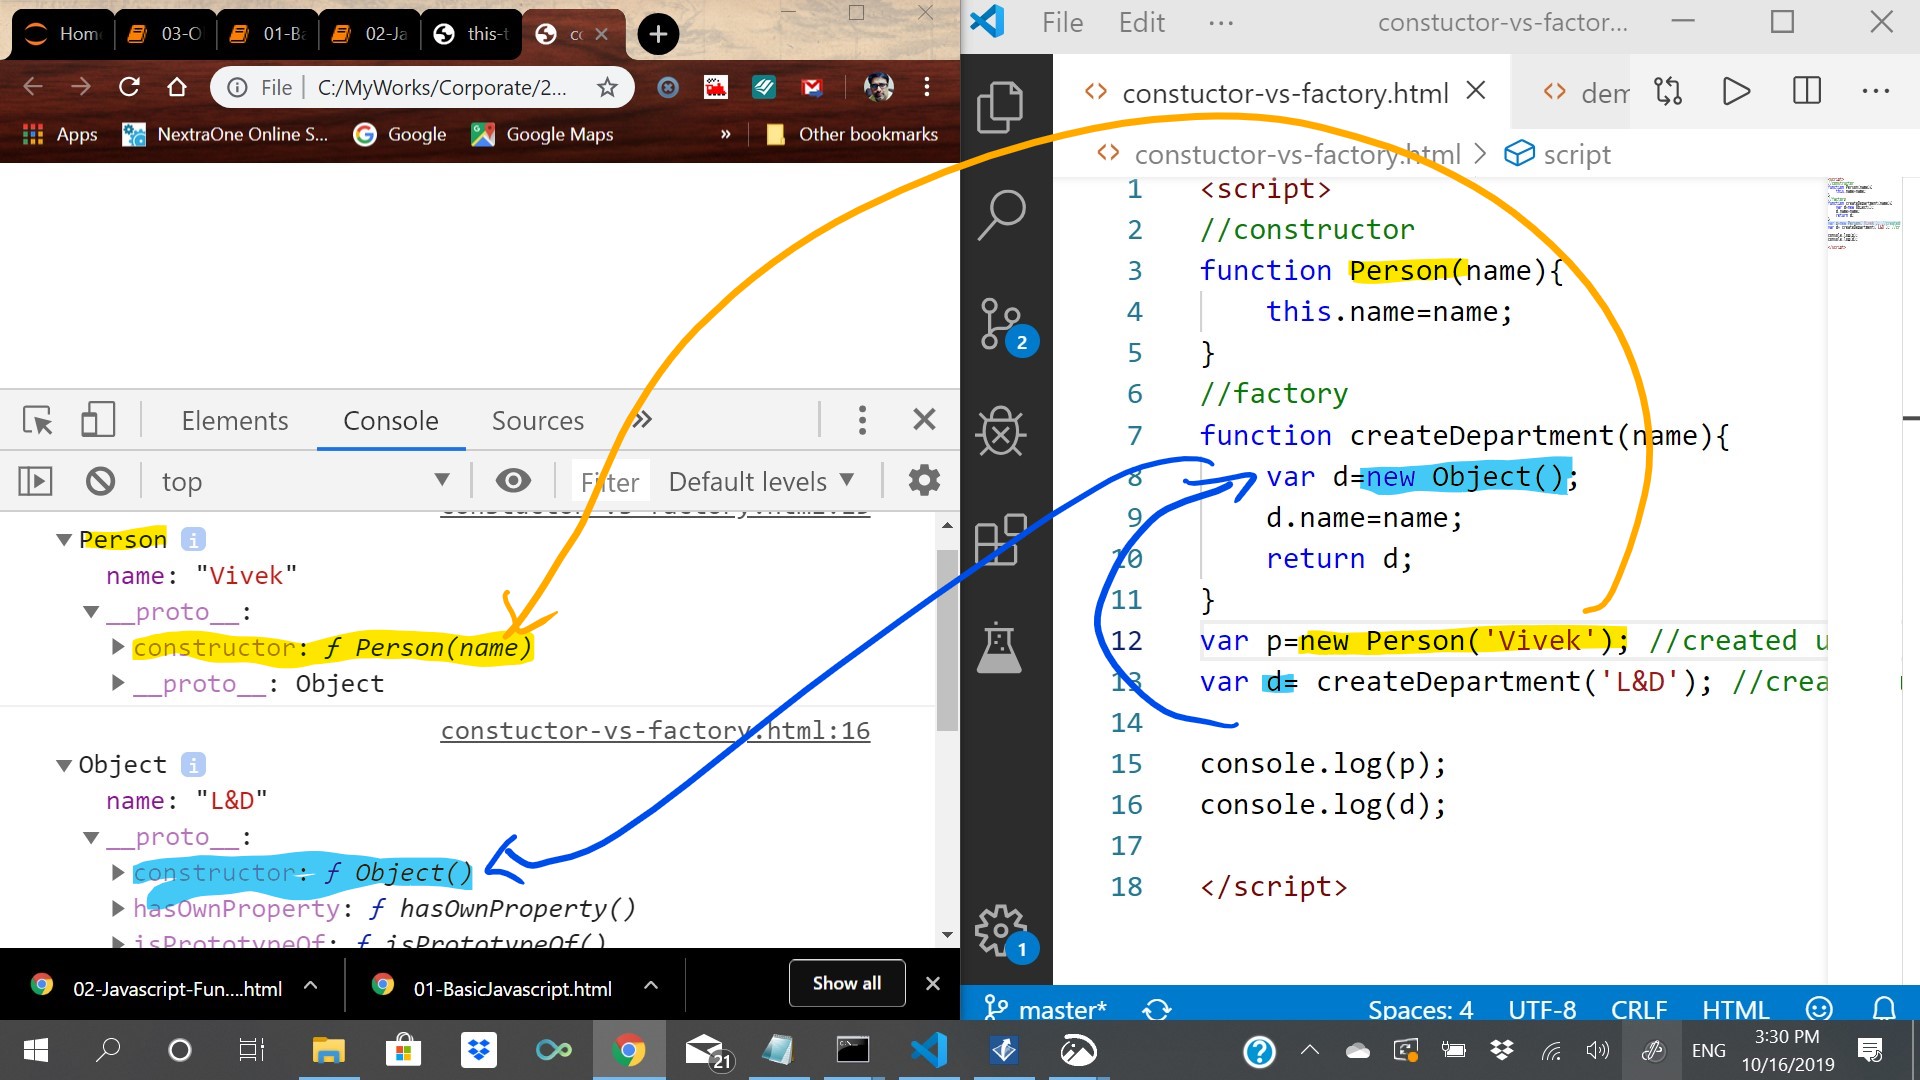 Home
03-O
01-Ba
02-Ja
this-t
File
C:/MyWorks/Corporate/2...
Apps
NextraOne Online S...
Google
Google Maps
»
Other bookmarks
Elements
Console
Sources
»
top
Filter
Default levels
Person
name: "Vivek"
__proto__:
constructor: ƒ Person(name)
__proto__: Object
constuctor-vs-factory.html:16
Object
name: "L&D"
__proto__:
constructor: ƒ Object()
hasOwnProperty: ƒ hasOwnProperty()
isPrototypeOf: ƒ isPrototypeOf()
02-Javascript-Fun....html
01-BasicJavascript.html
Show all
File
Edit
...
constuctor-vs-factor...
constuctor-vs-factory.html
dem
constuctor-vs-factory.html > script
1 <script>
2 //constructor
3 function Person(name){
4 this.name=name;
5 }
6 //factory
7 function createDepartment(name){
8 var d=new Object();
9 d.name=name;
10 return d;
11 }
12 var p=new Person('Vivek'); //created u
13 var d= createDepartment('L&D'); //crea
14
15 console.log(p);
16 console.log(d);
17
18 </script>
2
1
master*
Spaces: 4
UTF-8
CRLF
HTML
21
ENG
3:30 PM
10/16/2019